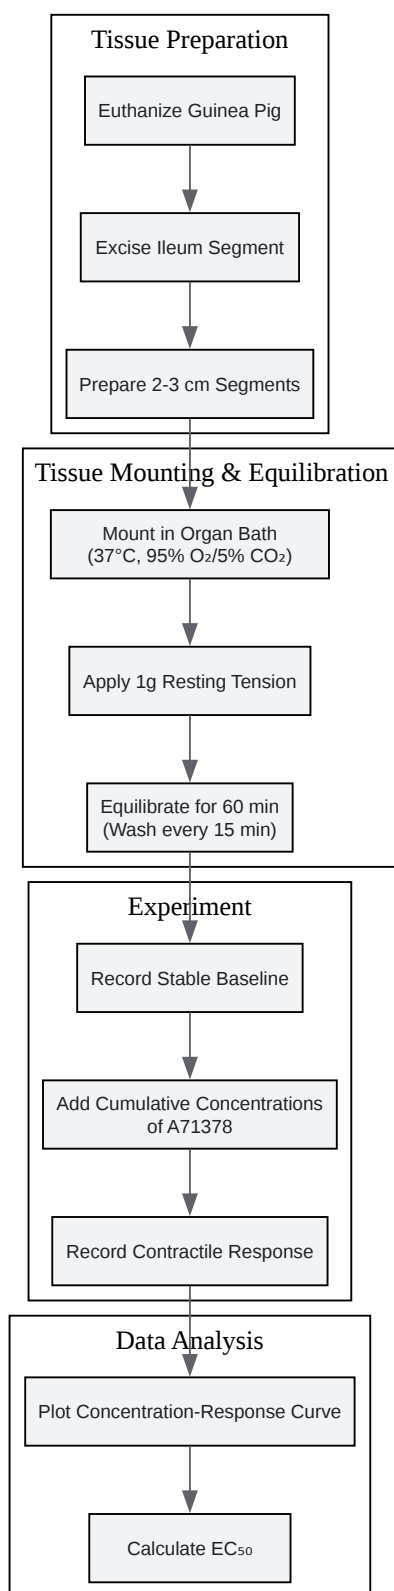 Tissue Preparation
Euthanize Guinea Pig
Excise Ileum Segment
Prepare 2-3 cm Segments
Tissue Mounting & Equilibration
Mount in Organ Bath
(37°C, 95% O₂/5% CO₂)
Apply 1g Resting Tension
Equilibrate for 60 min
(Wash every 15 min)
Experiment
Record Stable Baseline
Add Cumulative Concentrations
of A71378
Record Contractile Response
Data Analysis
Plot Concentration-Response Curve
Calculate EC₅₀